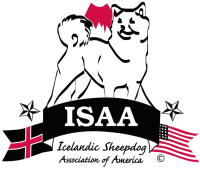 ISAA
Icelandic Sheepdog
Association of America
©